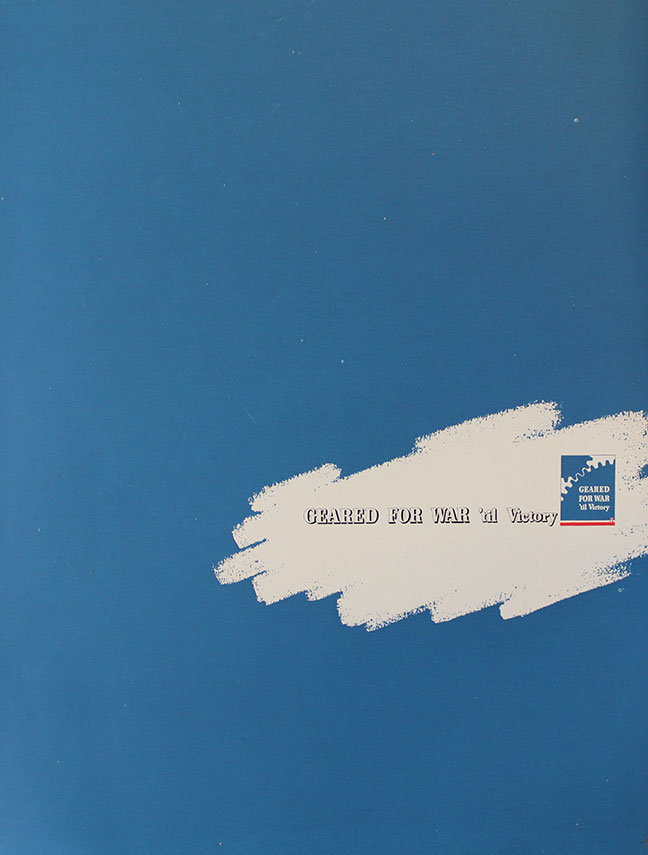 GEARED FOR WAR 'til Victory
GEARED
FOR WAR
'til Victory